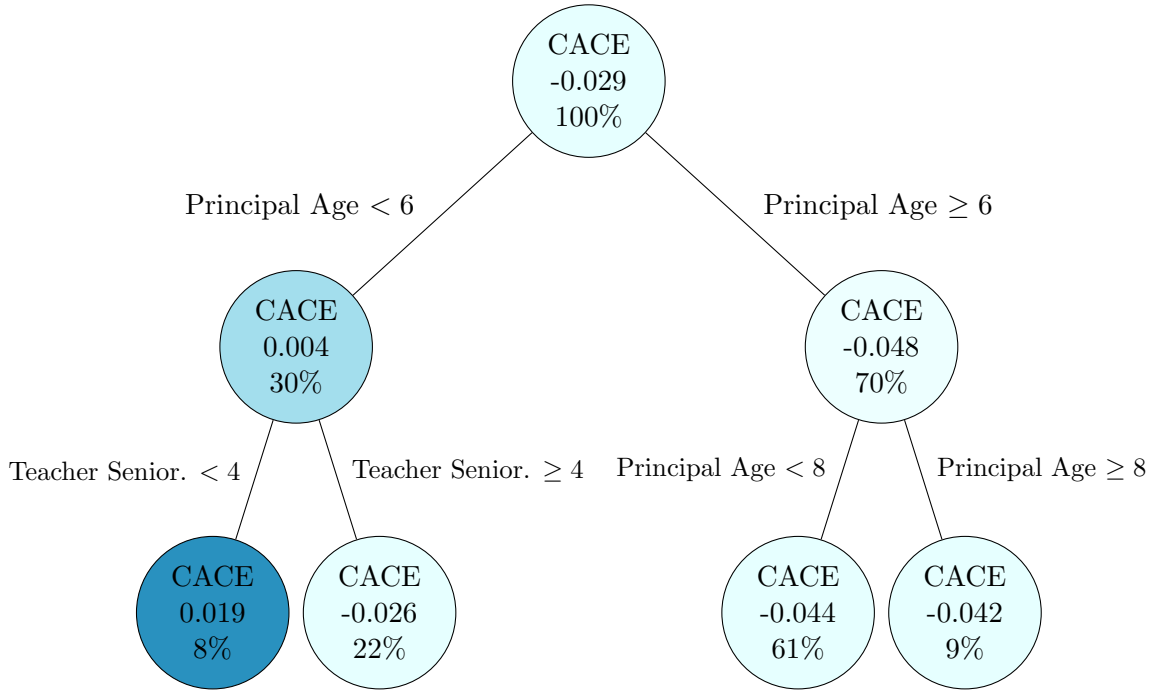 CACE
-0.029
100%
Principal Age < 6
Principal Age ≥ 6
CACE
0.004
30%
CACE
-0.048
70%
Teacher Senior. < 4
Teacher Senior. ≥ 4
Principal Age < 8
Principal Age ≥ 8
CACE
0.019
8%
CACE
-0.026
22%
CACE
-0.044
61%
CACE
-0.042
9%